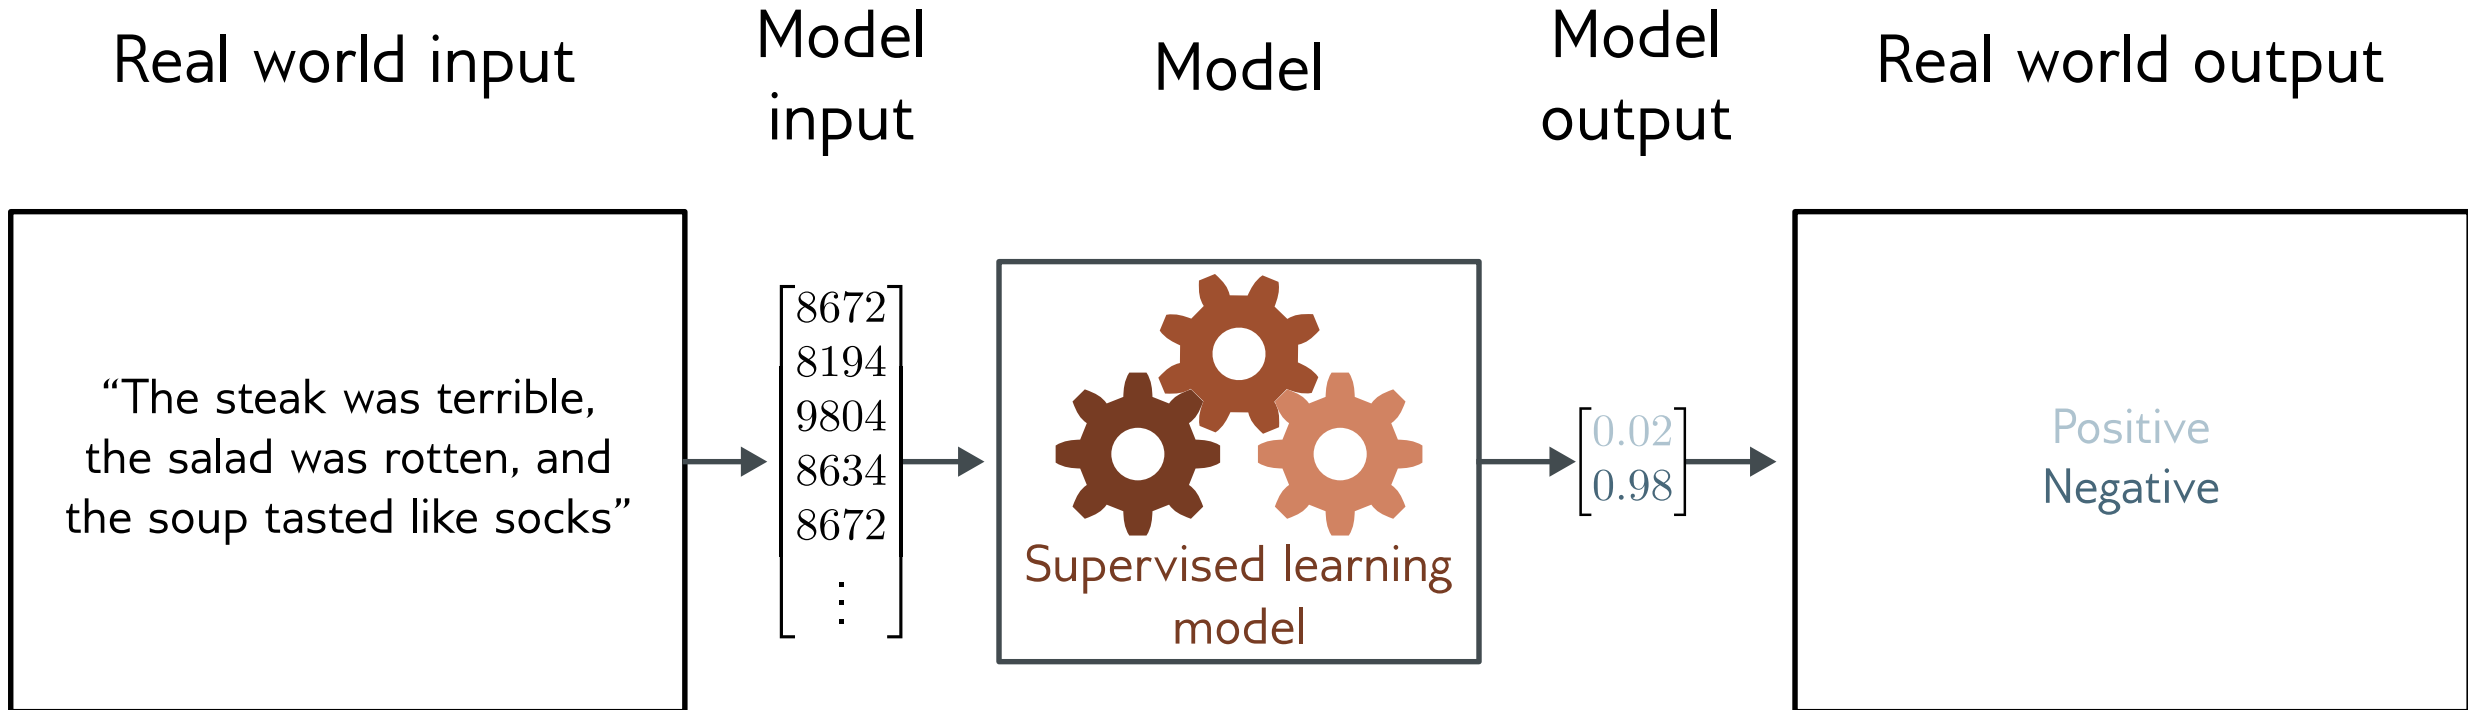 Real world input
Model
input
Model
Model
output
Real world output
“The steak was terrible,
the salad was rotten, and
the soup tasted like socks”
8672
8194
9804
8634
8672
⋮
Supervised learning
model
0.02
0.98
Positive
Negative